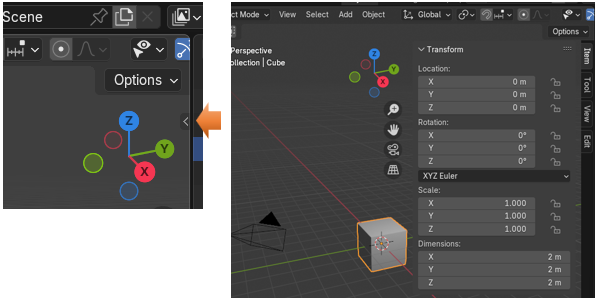 Scene
Options
Z
Y
X
ct Mode
View
Select
Add
Object
Global
Options
Perspective
llection | Cube
Z
Y
X
Transform
Location:
X 0 m
Y 0 m
Z 0 m
Rotation:
X 0°
Y 0°
Z 0°
XYZ Euler
Scale:
X 1.000
Y 1.000
Z 1.000
Dimensions:
X 2 m
Y 2 m
Z 2 m
Item
Tool
View
Edit